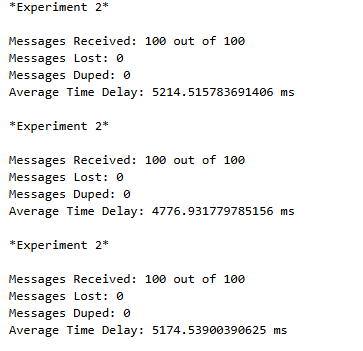 *Experiment 2*
Messages Received: 100 out of 100
Messages Lost: 0
Messages Duped: 0
Average Time Delay: 5214.515783691406 ms
*Experiment 2*
Messages Received: 100 out of 100
Messages Lost: 0
Messages Duped: 0
Average Time Delay: 4776.931779785156 ms
*Experiment 2*
Messages Received: 100 out of 100
Messages Lost: 0
Messages Duped: 0
Average Time Delay: 5174.53900390625 ms